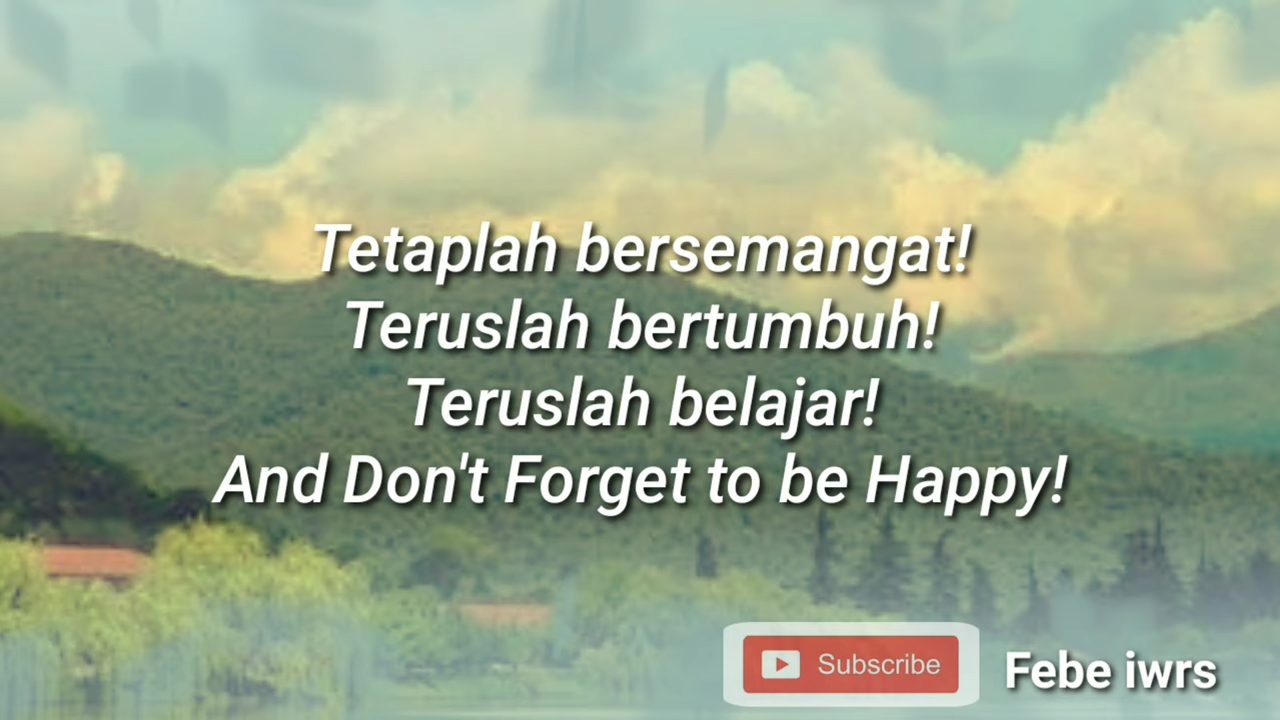 Tetaplah bersemangat!
Teruslah bertumbuh!
Teruslah belajar!
And Don't Forget to be Happy!
Subscribe
Febe iwrs